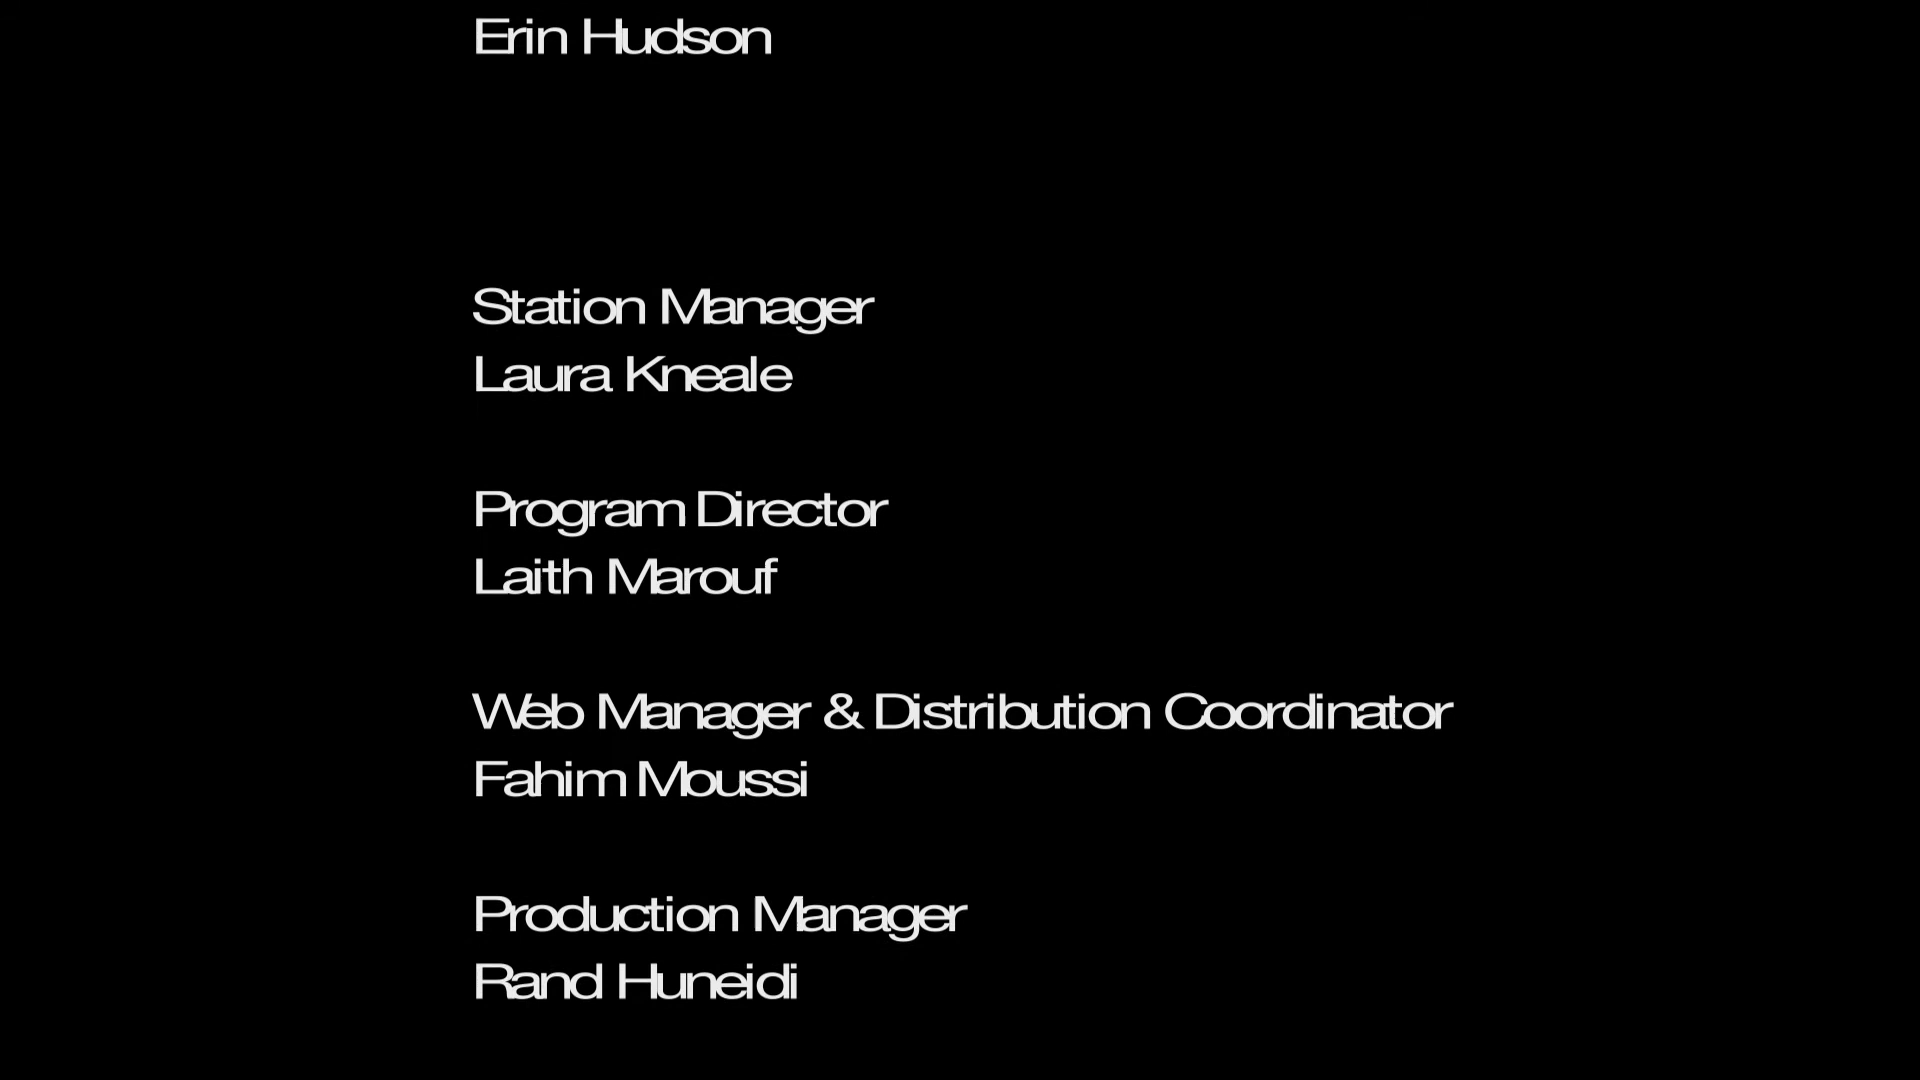 Erin Hudson
Station Manager
Laura Kneale
Program Director
Laith Marouf
Web Manager & Distribution Coordinator
Fahim Moussi
Production Manager
Rand Huneidi